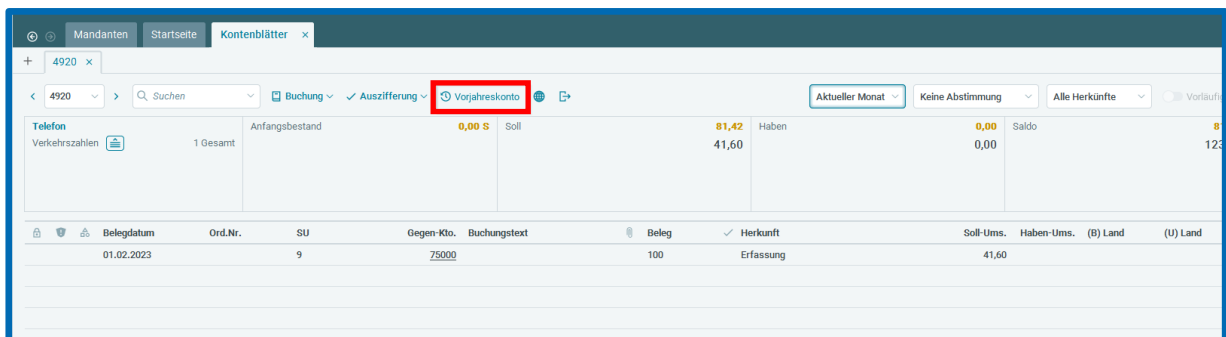 Mandanten Startseite Kontenblätter ×
+ 4920 ×
4920 Suchen Buchung Auszifferung Vorjahreskonto Aktueller Monat Keine Abstimmung Alle Herkünfte
Telefon Anfangsbestand 0,00 S Soll 81,42 Haben 0,00 Saldo
Verkehrszahlen 1 Gesamt 41,60 0,00
Belegdatum Ord.Nr. SU Gegen-Kto. Buchungstext Beleg Herkunft Soll-Ums. Haben-Ums. (B) Land (U) Land
01.02.2023 9 75000 100 Erfassung 41,60